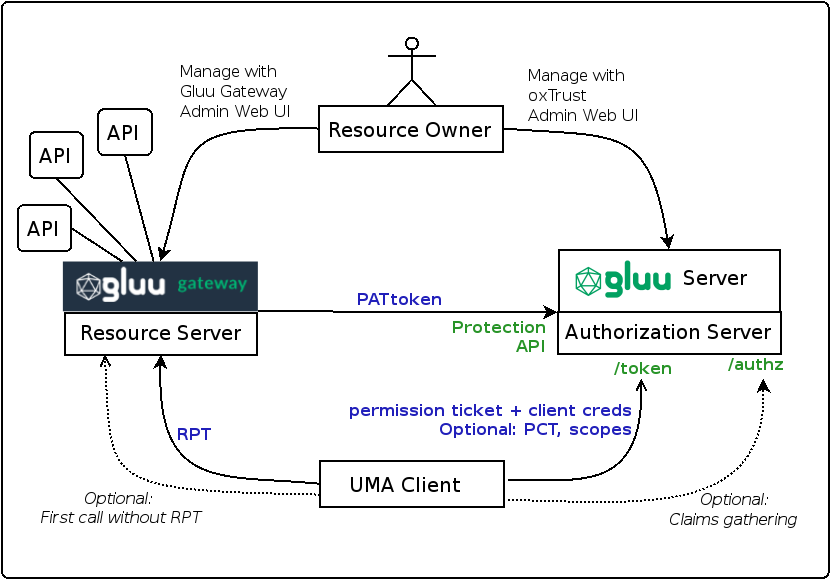 Manage with
Gluu Gateway
Admin Web UI
Manage with
oxTrust
Admin Web UI
Resource Owner
API
API
API
gluu gateway
Resource Server
gluu Server
Authorization Server
PATtoken
Protection
API
/token
/authz
permission ticket + client creds
Optional: PCT, scopes
RPT
UMA Client
Optional:
First call without RPT
Optional:
Claims gathering